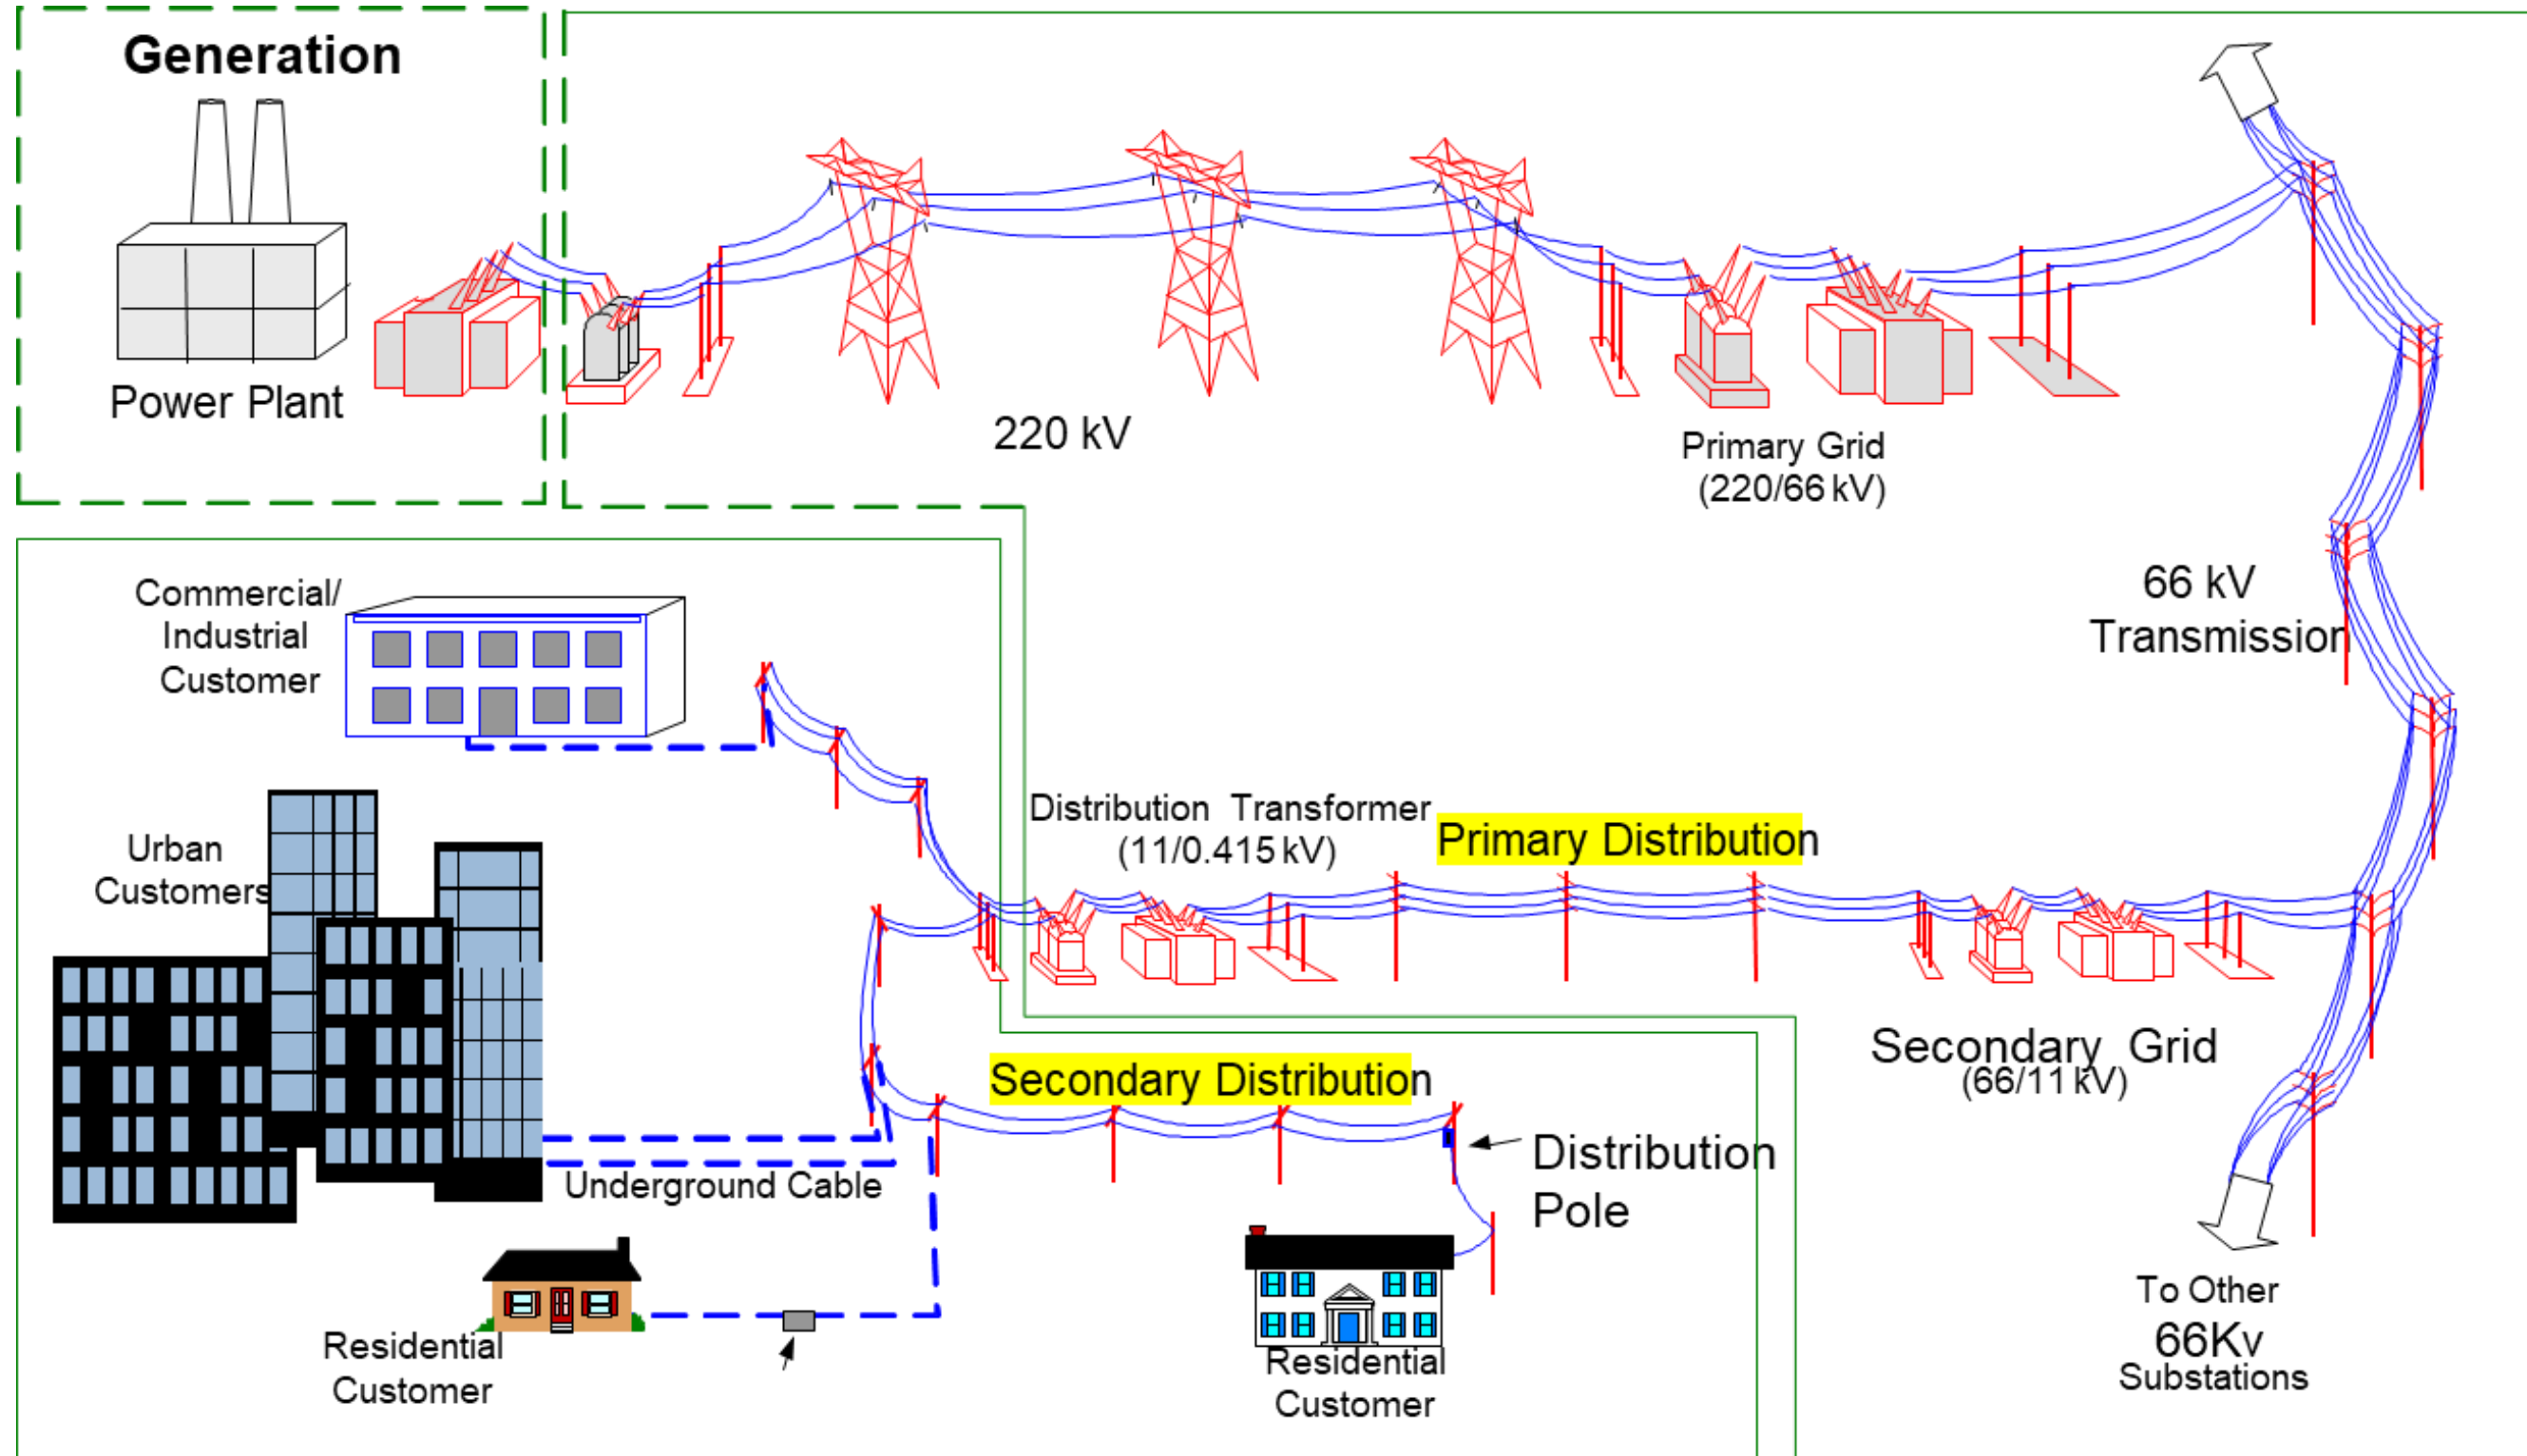 Generation
Power Plant
220 kV
Primary Grid
(220/66 kV)
66 kV
Transmission
Commercial/
Industrial
Customer
Urban
Customers
Distribution Transformer
(11/0.415 kV)
Primary Distribution
Secondary Grid
(66/11 kV)
Secondary Distribution
Distribution
Pole
Underground Cable
Residential
Customer
Residential
Customer
To Other
66Kv
Substations